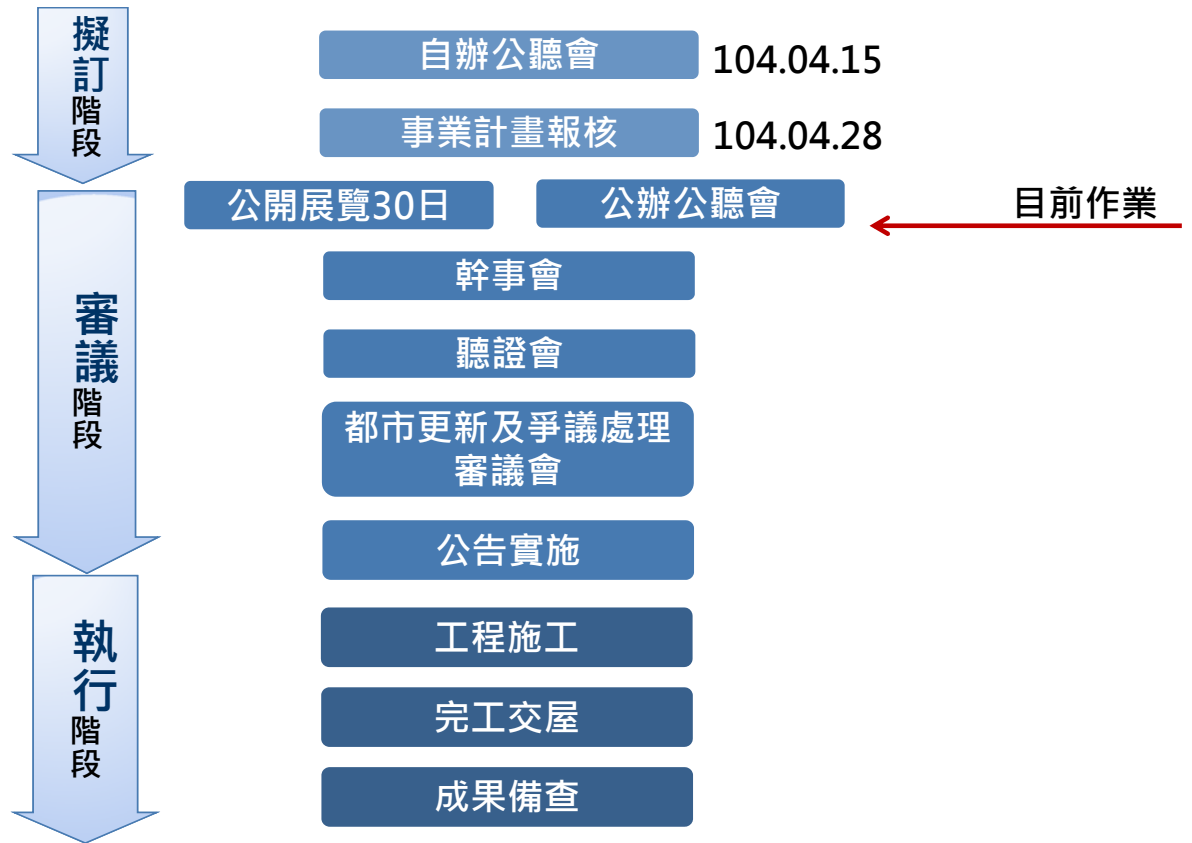 擬訂階段
自辦公聽會 104.04.15
事業計畫報核 104.04.28
公開展覽30日 公辦公聽會 目前作業
審議階段
幹事會
聽證會
都市更新及爭議處理
審議會
公告實施
執行階段
工程施工
完工交屋
成果備查